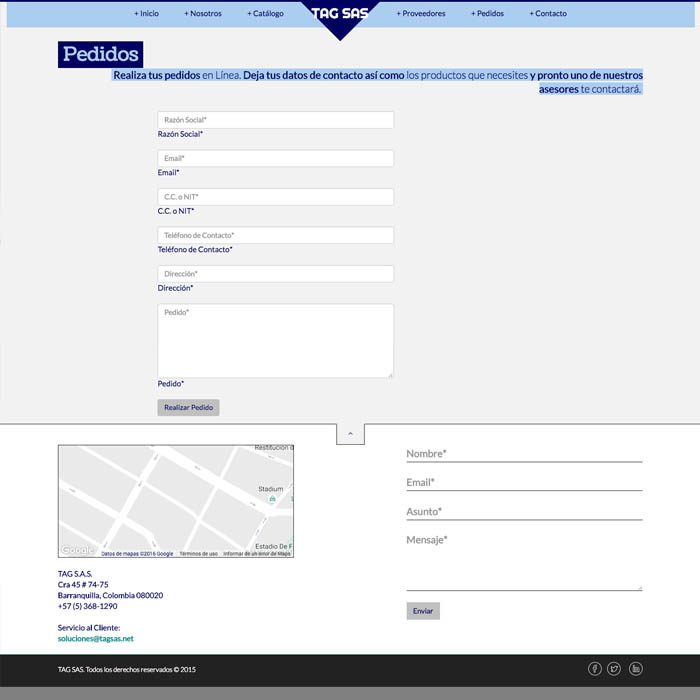 + Inico
+ Nosotros
+ Catálogo
TAG SAS
+ Proveedores
+ Pedidos
+ Contacto
Pedidos
Realiza tus pedidos en Línea. Deja tus datos de contacto así como los productos que necesites y pronto uno de nuestros
asesores te contactará.
Razón Social*
Razón Social*
Email*
Email*
C.C. o NIT*
C.C. o NIT*
Teléfono de Contacto*
Teléfono de Contacto*
Dirección*
Dirección*
Pedido*
Pedido*
Realizar Pedido
Restitución d
Stadium
Estadio De F
Google
Datos de mapas ©2016 Google
Términos de uso
Informar de un error de Maps
TAG S.A.S.
Cra 45 # 74-75
Barranquilla, Colombia 080020
+57 (5) 368-1290
Servicio al Cliente:
soluciones@tagsas.net
Nombre*
Email*
Asunto*
Mensaje*
Enviar
TAG SAS. Todos los derechos reservados © 2015